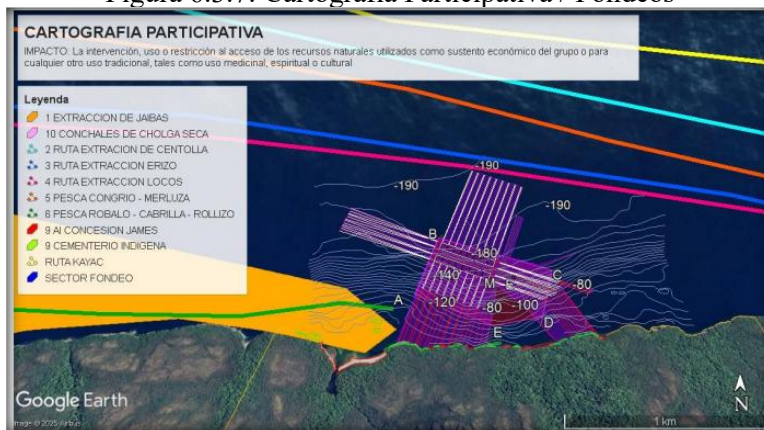 Figura 6.3.7. Cartografía Participativa / Fondeos
CARTOGRAFIA PARTICIPATIVA
IMPACTO: La intervención, uso o restricción al acceso de los recursos naturales utilizados como sustento económico del grupo o para
cualquier otro uso tradicional, tales como uso medicinal, espiritual o cultural
Leyenda
1 EXTRACCION DE JAIBAS
10 CONCHALES DE CHOLGA SECA
2 RUTA EXTRACION DE CENTOLLA
3 RUTA EXTRACCION ERIZO
4 RUTA EXTRACCION LOCOS
5 PESCA CONGRIO - MERLUZA
6 PESCA ROBALO - CABRILLA - ROLLIZO
9 AI CONCESION JAMES
9 CEMENTERIO INDIGENA
RUTA KAYAC
SECTOR FONDEO
-190
-190
-190
B
-180
-140
M
F
C
-80
A
-120
-80
-100
D
E
Google Earth
Image © 2025 Airbus
1 km
N